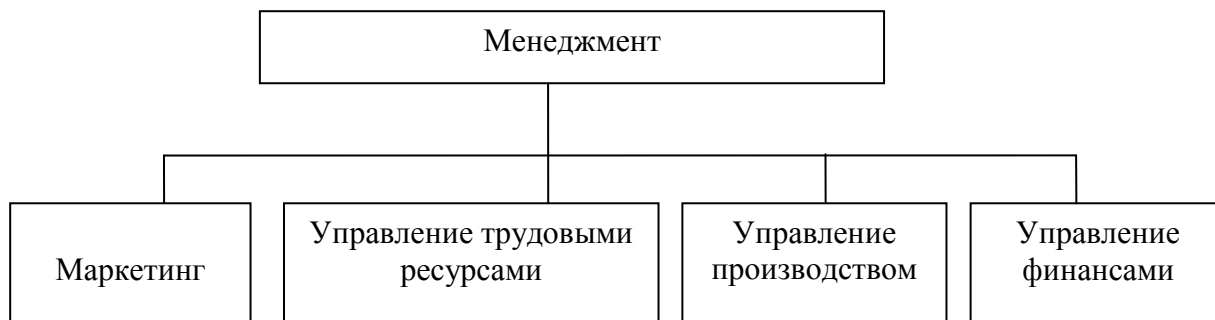 Менеджмент
Маркетинг
Управление трудовыми
ресурсами
Управление
производством
Управление
финансами